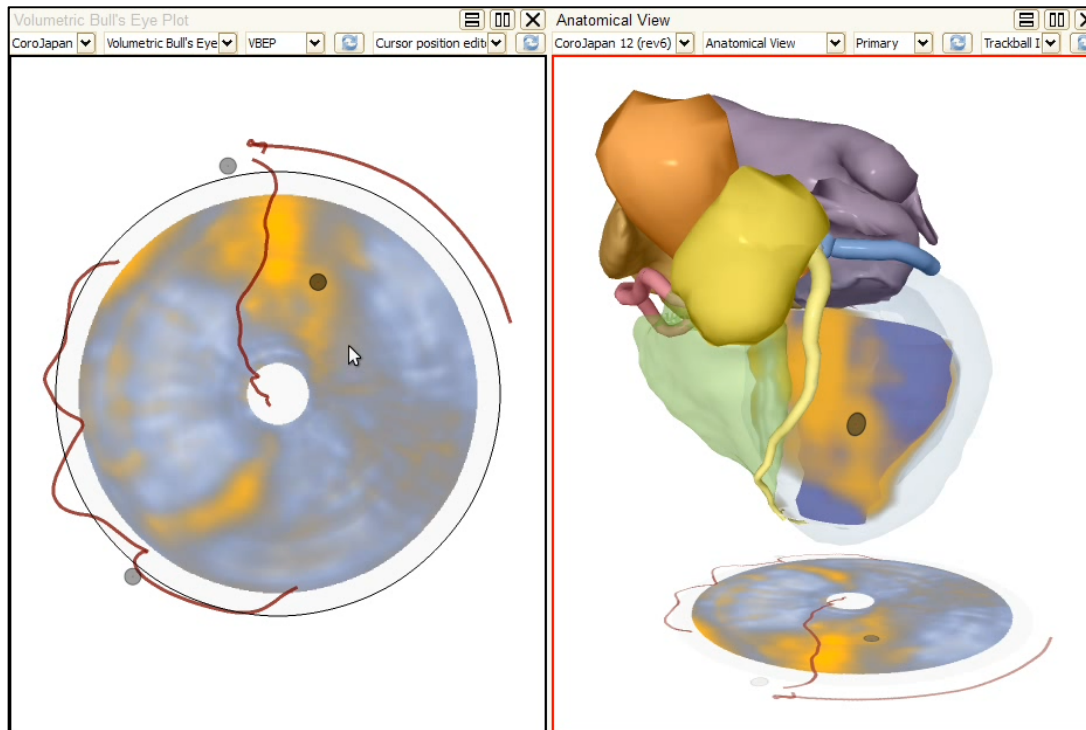 Volumetric Bull's Eye Plot
CoroJapan Volumetric Bull's Eye VBEP Cursor position edit
Anatomical View
CoroJapan 12 (rev6) Anatomical View Primary Trackball I